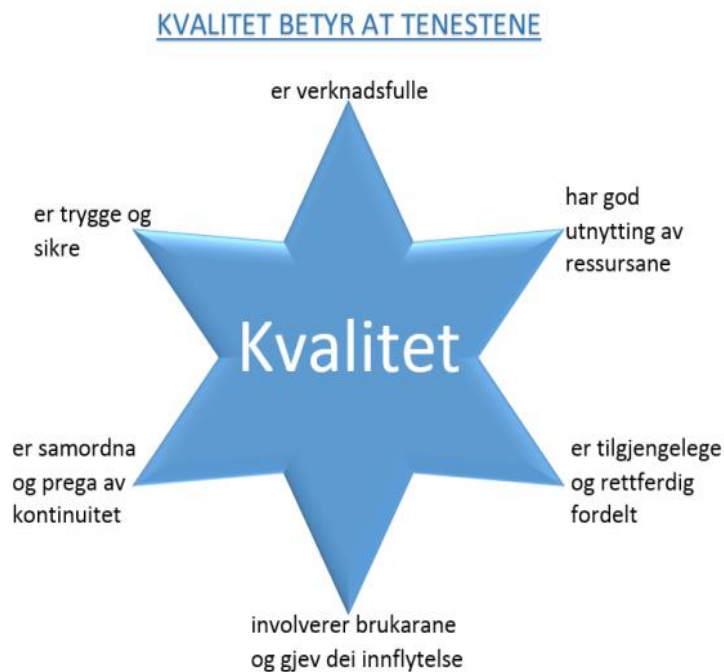 KVALITET BETYR AT TENESTENE
er verknadsfulle
har god
utnytting av
ressursane
er tilgjengelege
og rettferdig
fordelt
involverer brukarane
og gjev dei innflytelse
er samordna
og prega av
kontinuitet
er trygge og
sikre
Kvalitet